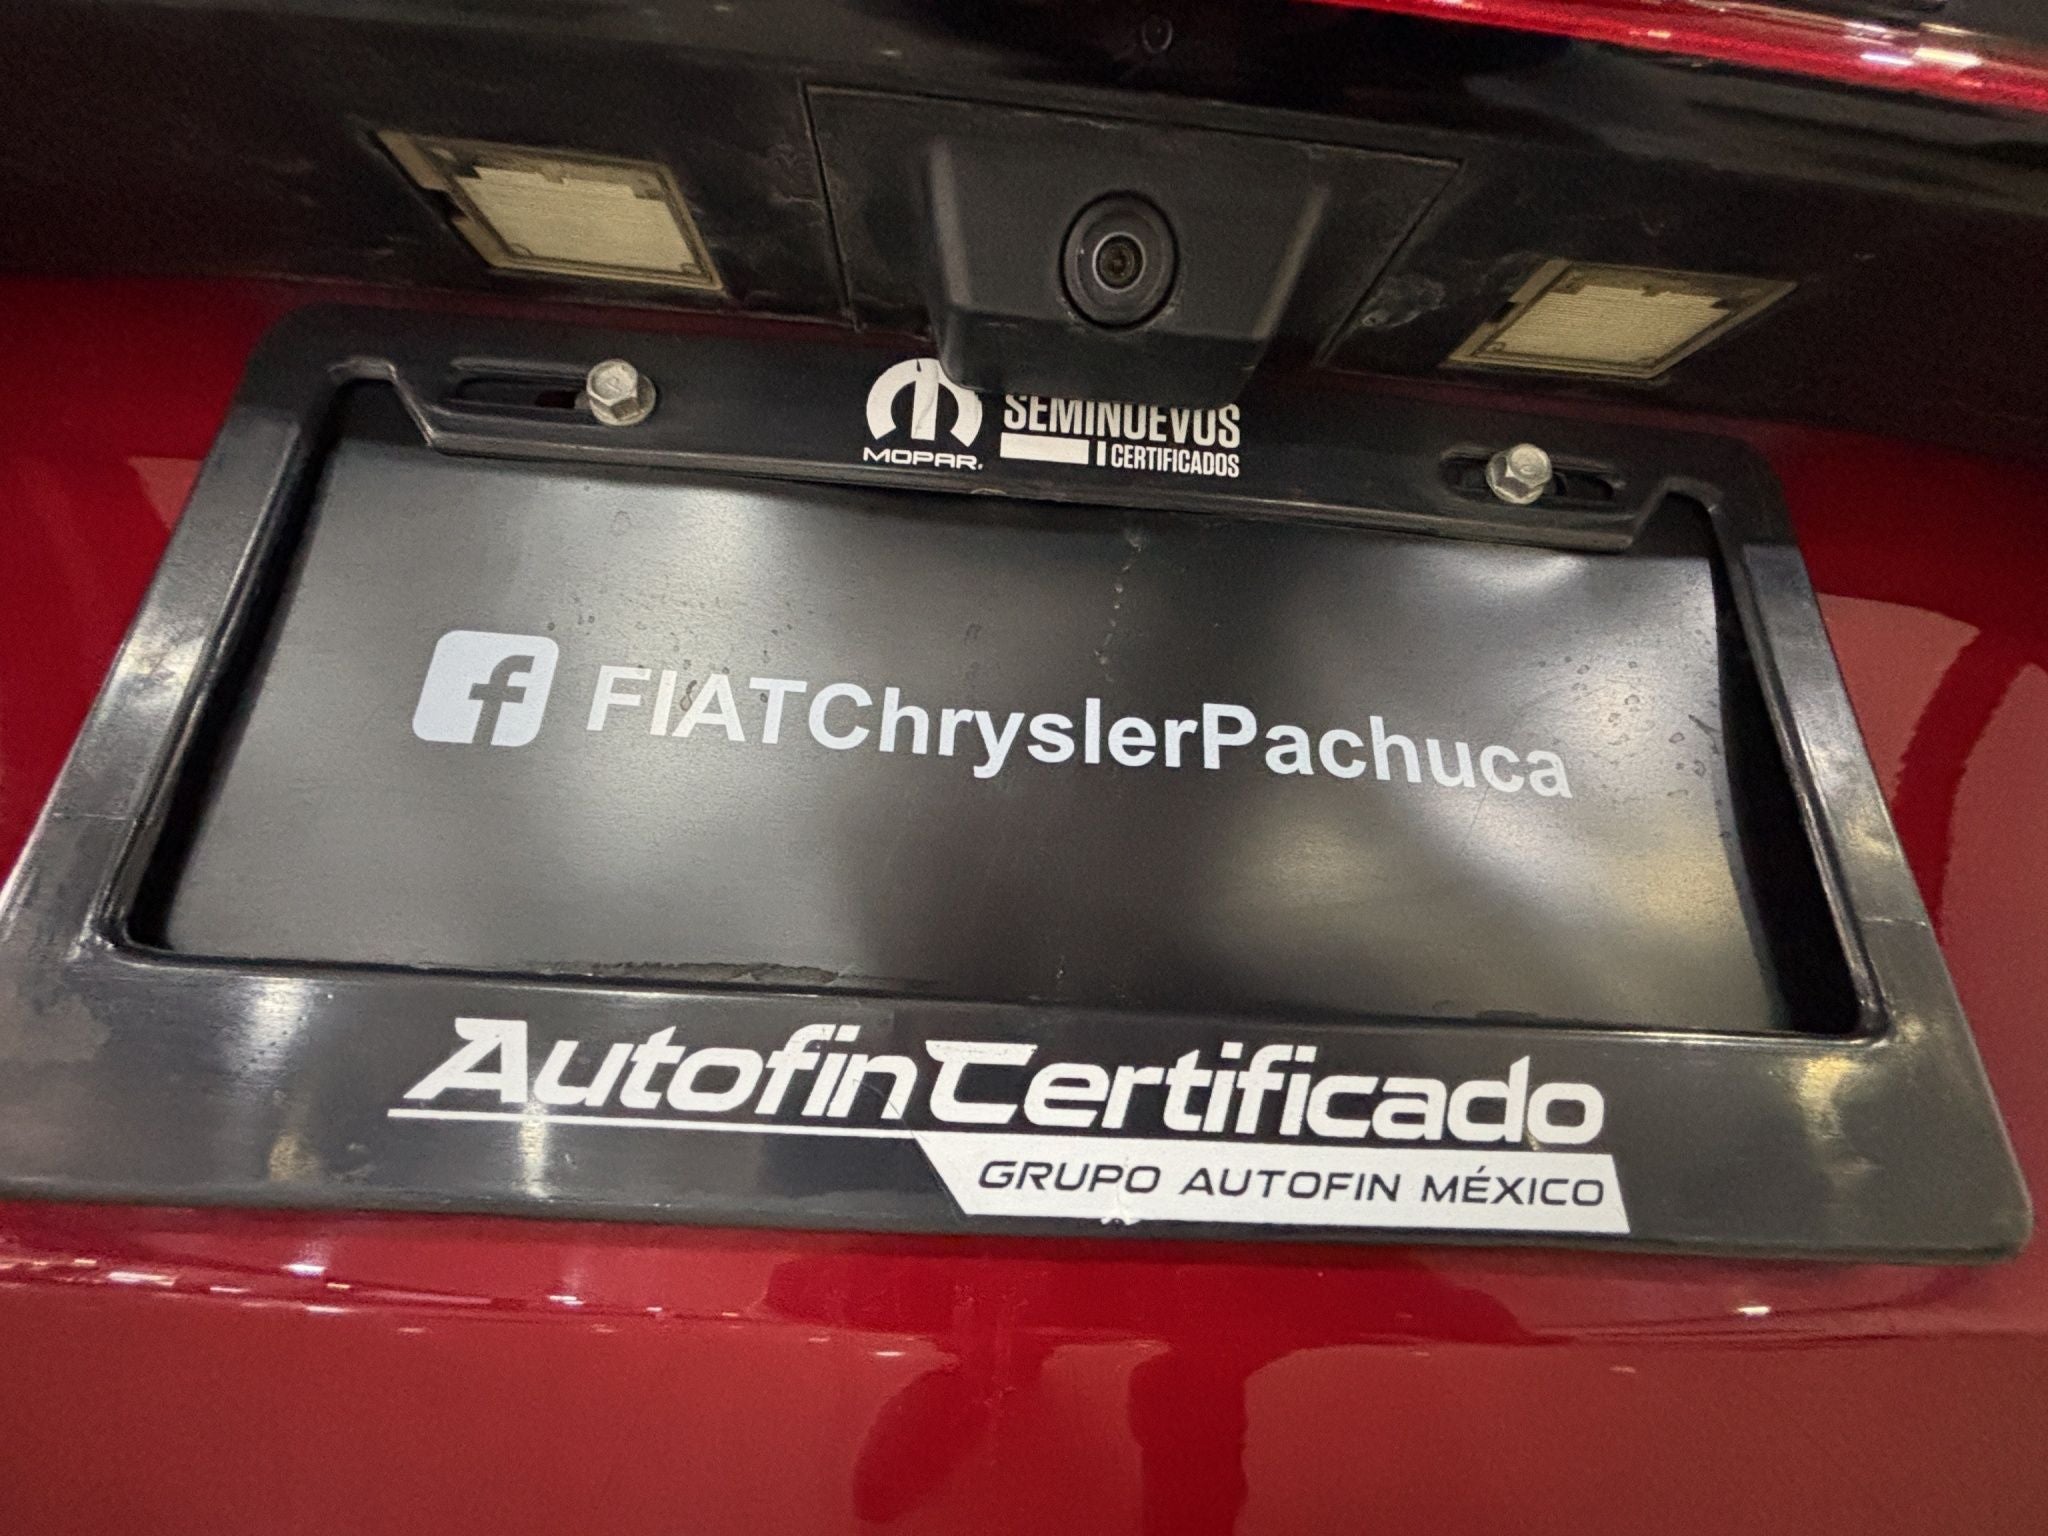 MOPAR.
SEMINUEVOS
CERTIFICADOS
f FIATChryslerPachuca
AutofinCertificado
GRUPO AUTOFIN MÉXICO